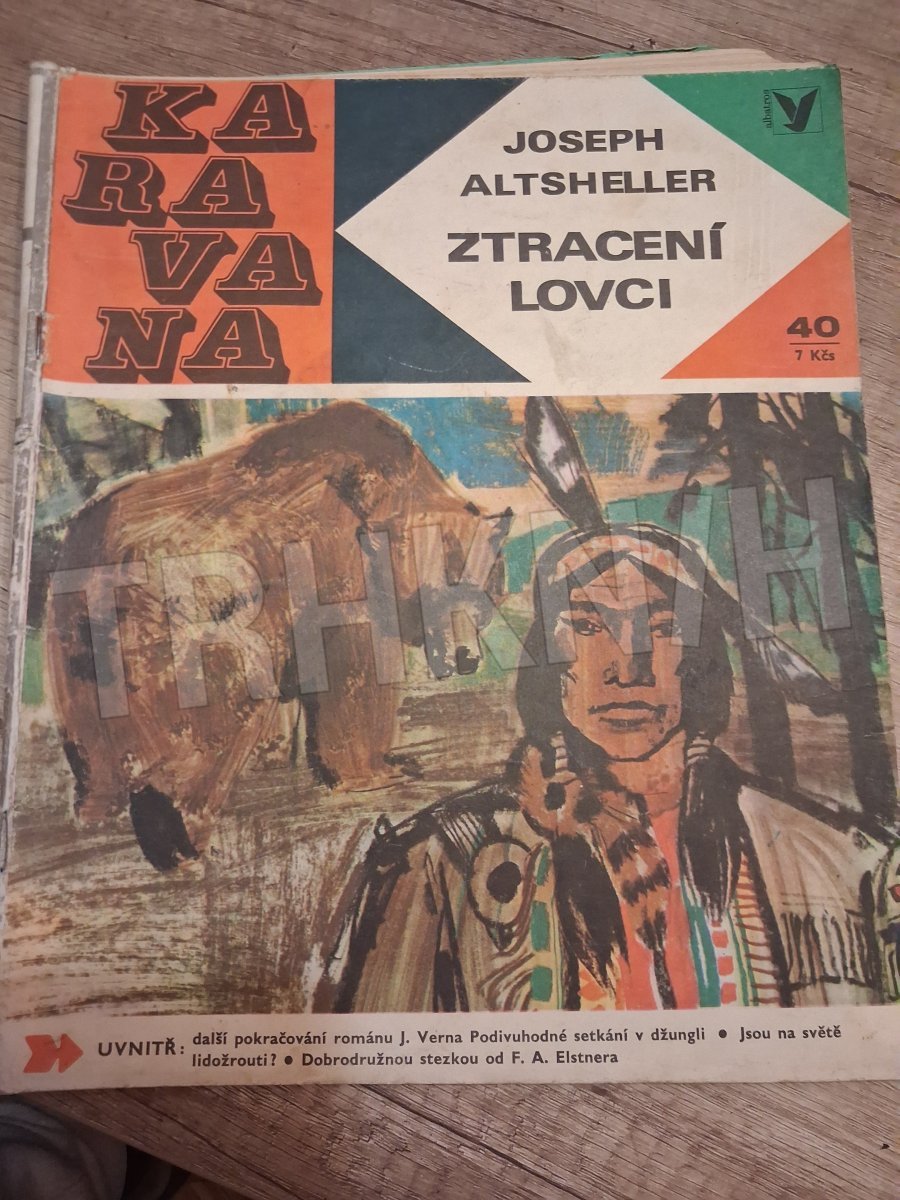 KA
RA
VA
NA
JOSEPH
ALTSHELLER
ZTRACENÍ
LOVCI
albatros
40
7 Kčs
TRHKNIH
UVNITŘ: další pokračování románu J. Verna Podivuhodné setkání v džungli ● Jsou na světě
lidožrouti? ● Dobrodružnou stezkou od F. A. Elstnera